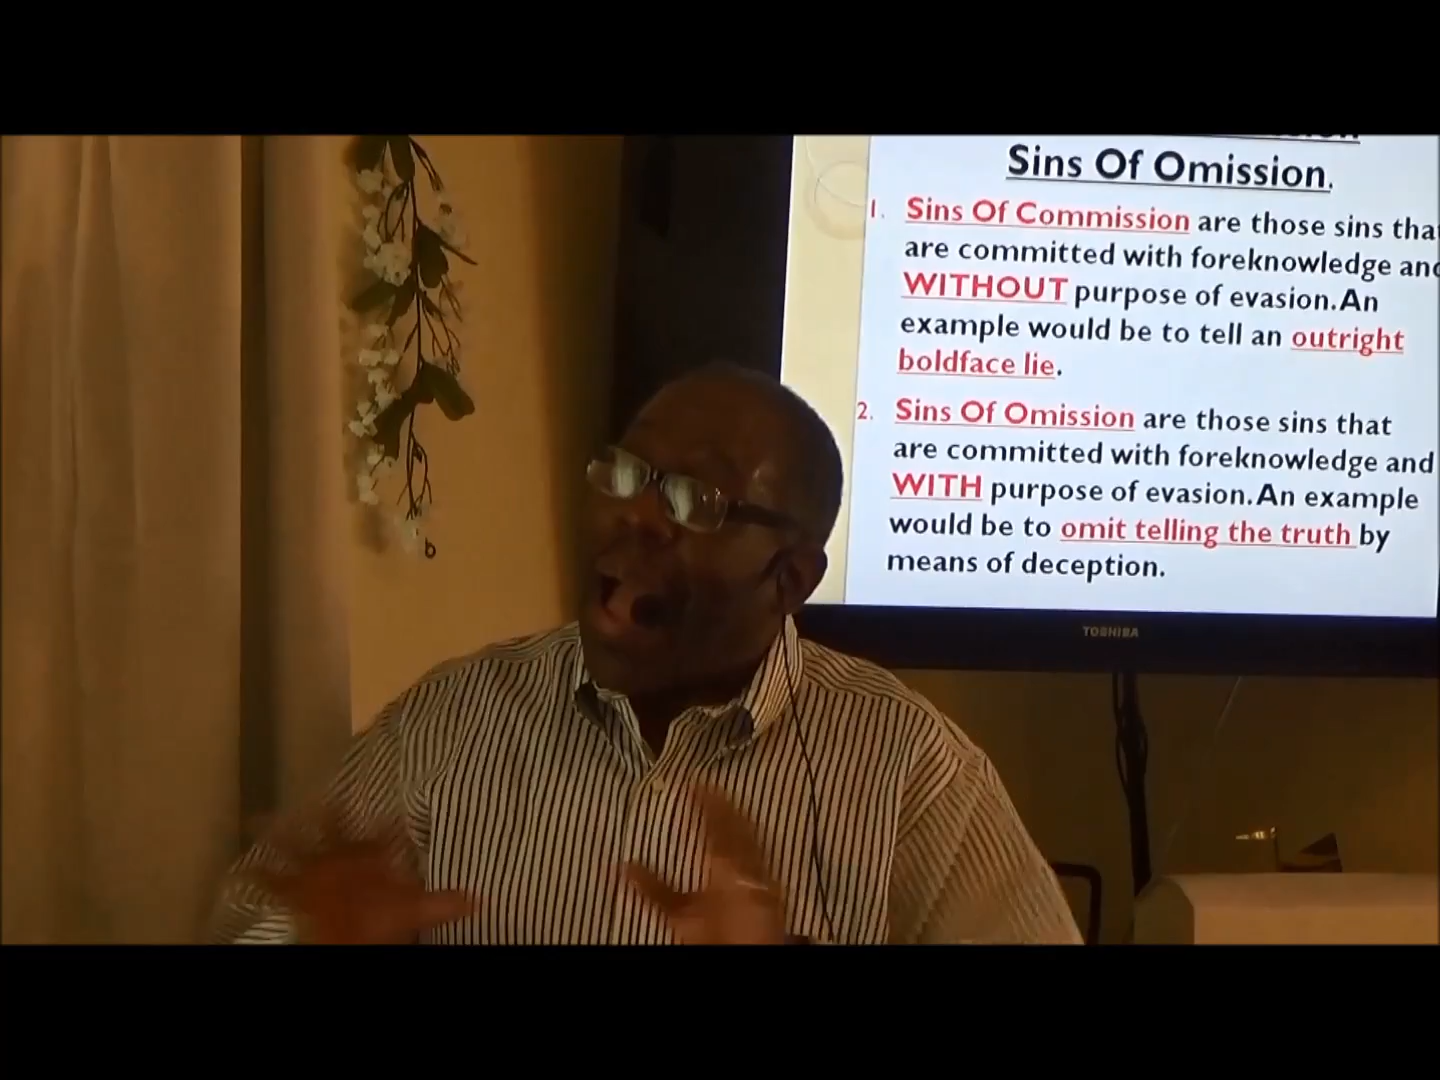 Sins Of Omission.
1. Sins Of Commission are those sins
are committed with foreknowledge
WITHOUT purpose of evasion. An
example would be to tell an outright
boldface lie.
2. Sins Of Omission are those sins that
are committed with foreknowledge and
WITH purpose of evasion. An example
would be to omit telling the truth by
means of deception.
TOSHIBA